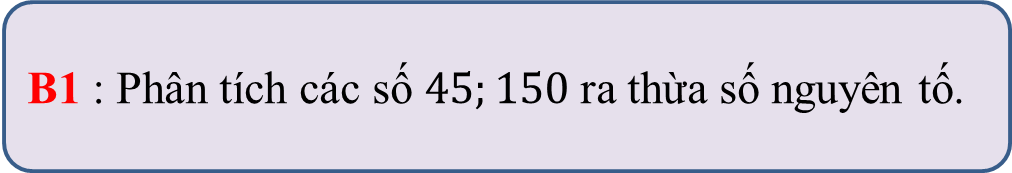 B1 : Phân tích các số 45; 150 ra thừa số nguyên tố.